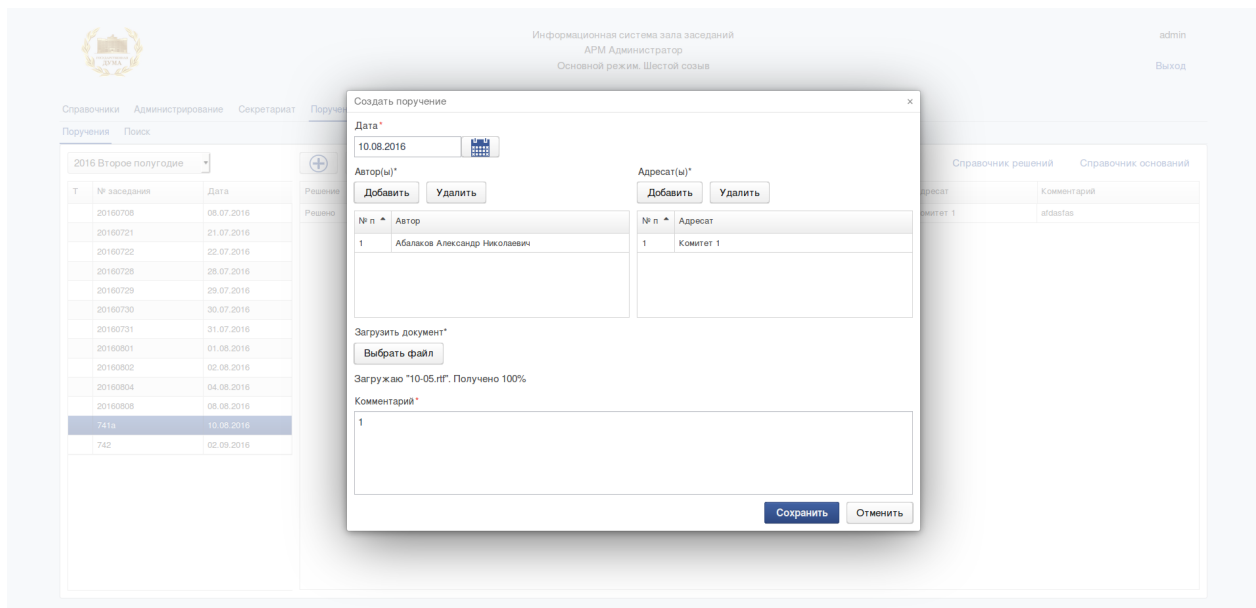 Информационная система зала заседаний
АРМ Администратор
Основной режим. Шестой созыв
admin
Выход
ДУМА
Справочники Администрирование Секретариат
Поручения Поиск
2016 Второе полугодие
Справочник решений Справочник оснований
Т № заседания Дата
20160708 08.07.2016
20160721 21.07.2016
20160722 22.07.2016
20160728 28.07.2016
20160729 29.07.2016
20160730 30.07.2016
20160731 31.07.2016
20160801 01.08.2016
20160802 02.08.2016
20160804 04.08.2016
20160808 08.08.2016
741a 10.08.2016
742 02.09.2016
Решение
Решено
Комментарий
afdasfas
Создать поручение ×
Дата*
10.08.2016
Автор(ы)*
Добавить Удалить
№ п Автор
1 Абалаков Александр Николаевич
Адресат(ы)*
Добавить Удалить
№ п Адресат
1 Комитет 1
Загрузить документ*
Выбрать файл
Загружаю "10-05.rtf". Получено 100%
Комментарий*
1
Сохранить Отменить